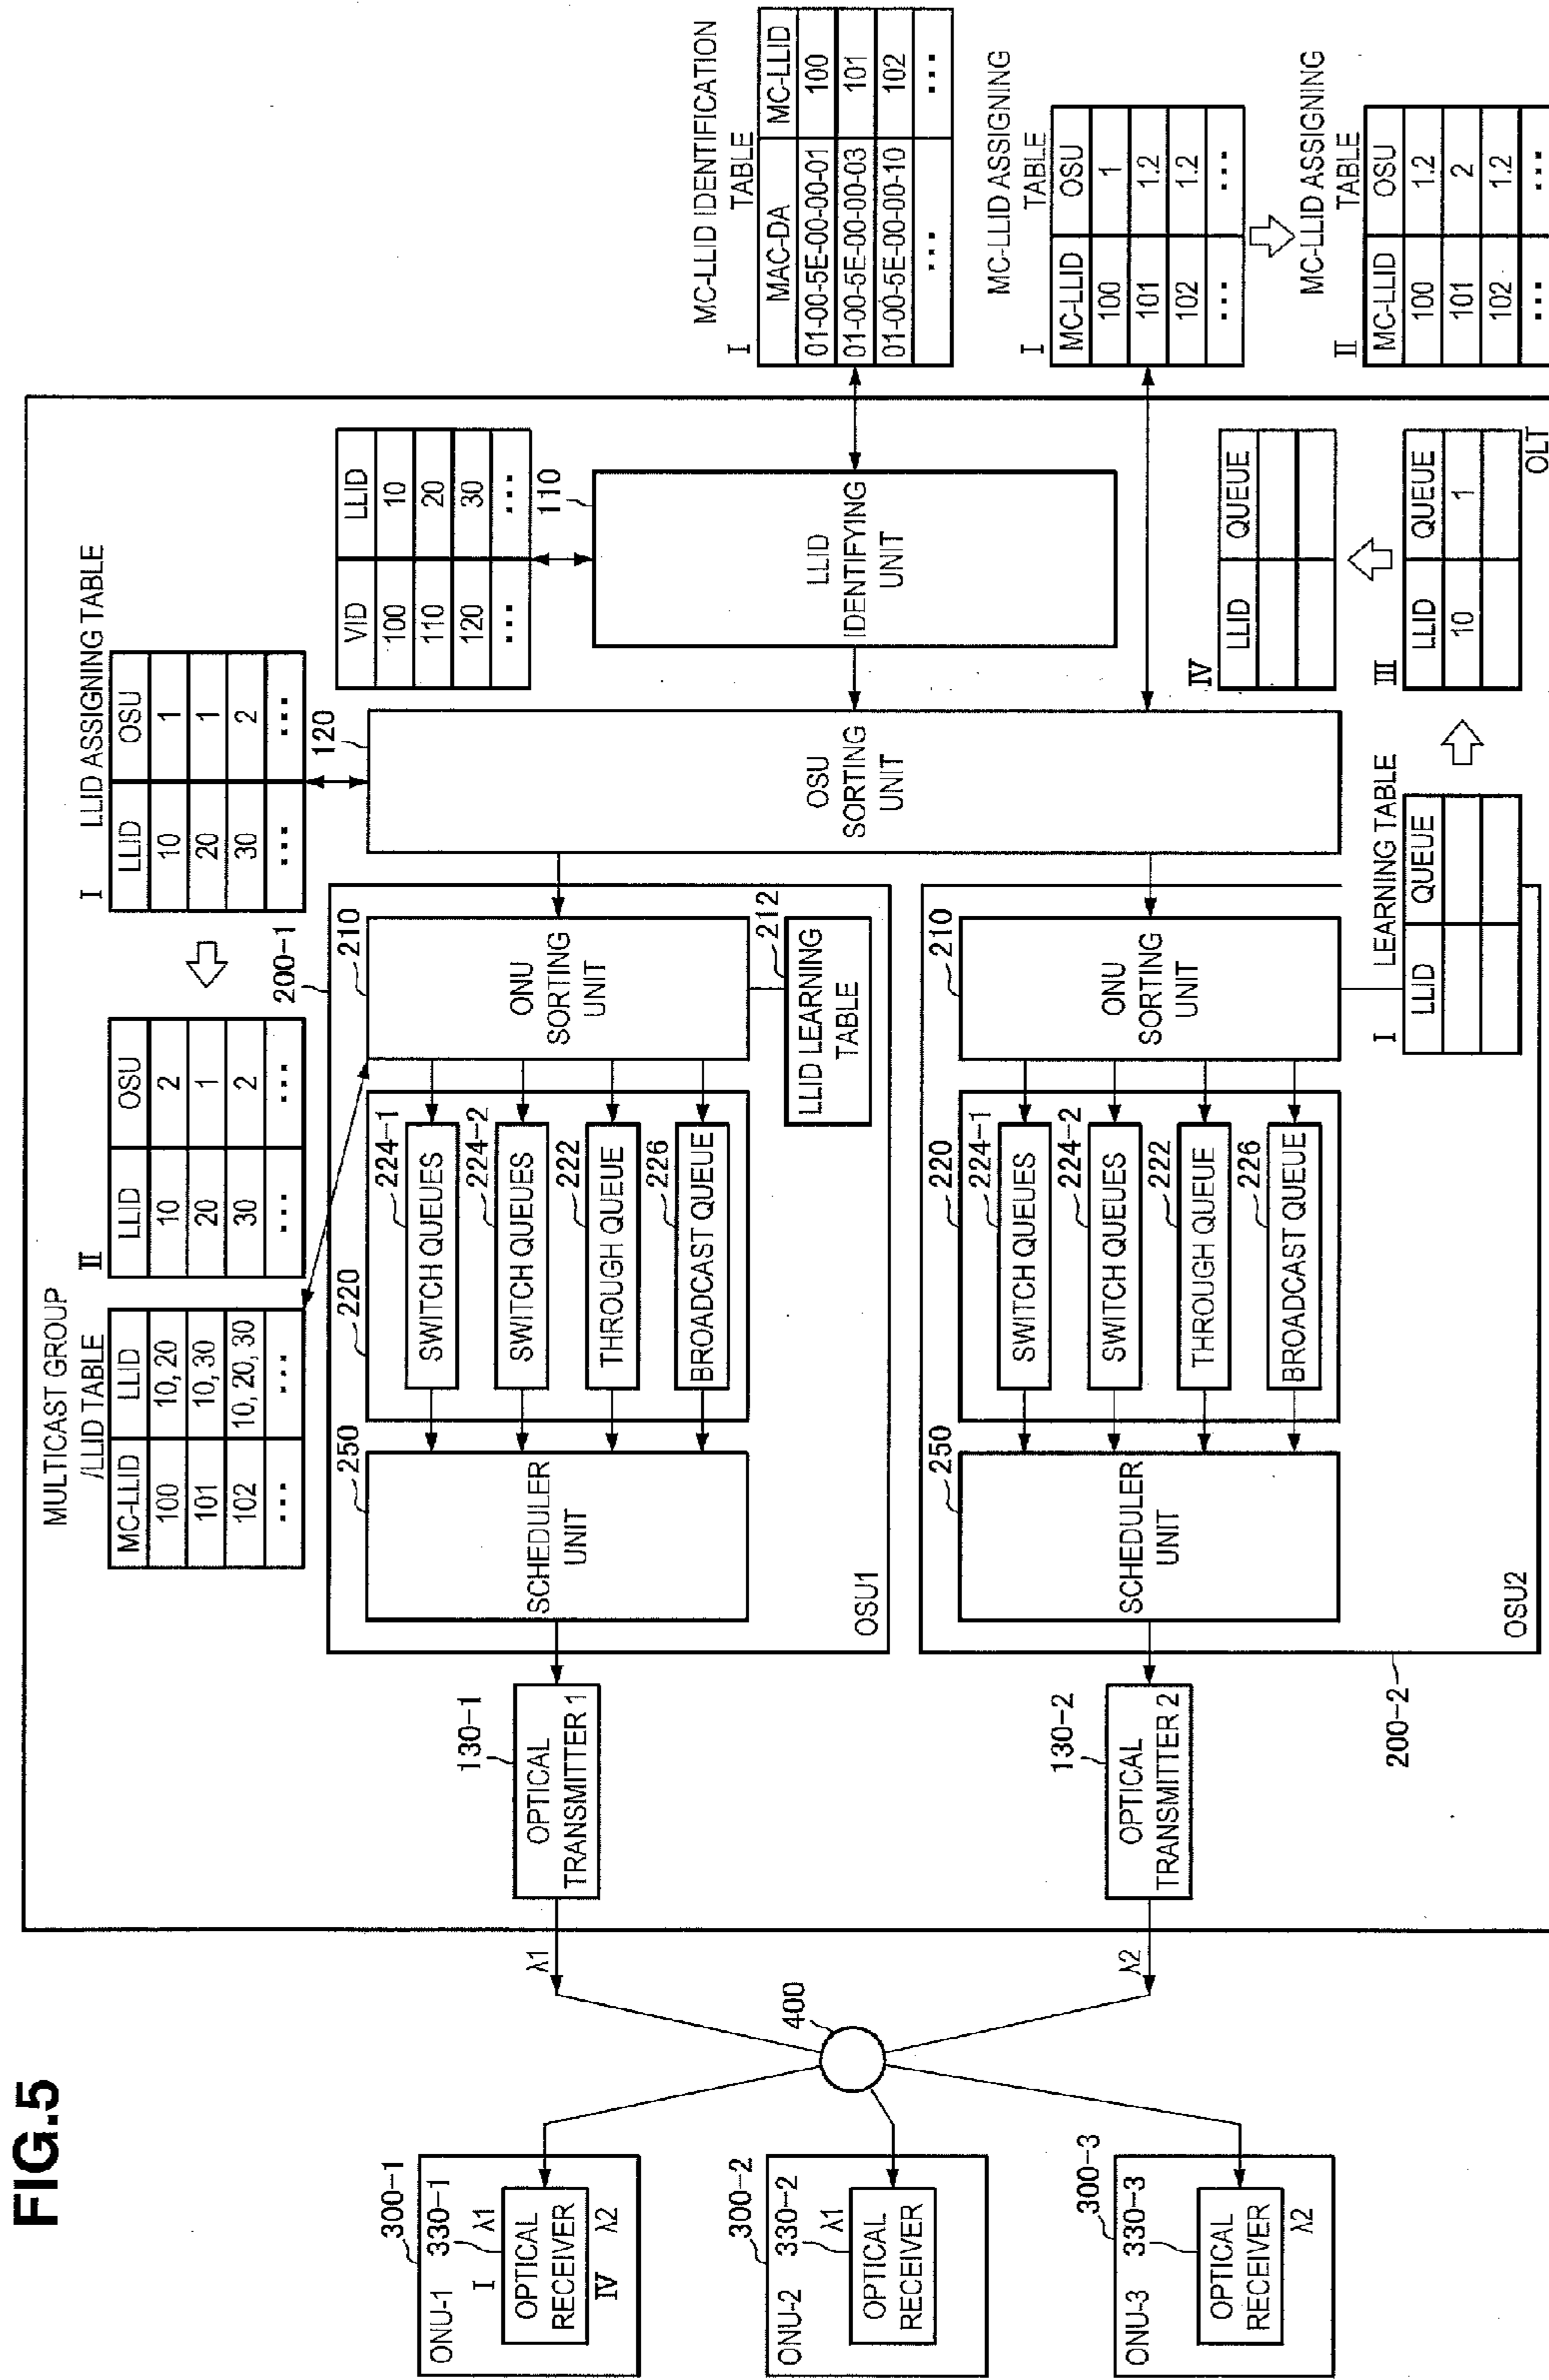 FIG.5
MULTICAST GROUP
/LLID TABLE
MC-LLID LLID
100 10, 20
101 10, 30
102 10, 20, 30
... ...
II
LLID OSU
10 2
20 1
30 2
... ...
I LLID ASSIGNING TABLE
LLID OSU
10 1
20 1
30 2
... ...
VID LLID
100 10
110 20
120 30
... ...
MC-LLID IDENTIFICATION
TABLE
I
MAC-DA MC-LLID
01-00-5E-00-00-01 100
01-00-5E-00-00-03 101
01-00-5E-00-00-10 102
... ...
MC-LLID ASSIGNING
TABLE
I
MC-LLID OSU
100 1
101 1.2
102 1.2
... ...
MC-LLID ASSIGNING
TABLE
II
MC-LLID OSU
100 1.2
101 2
102 1.2
... ...
300-1
ONU-1 330-1
I λ1
OPTICAL
RECEIVER
IV λ2
300-2
ONU-2 330-2
λ1
OPTICAL
RECEIVER
300-3
ONU-3 330-3
OPTICAL
RECEIVER
λ2
400
λ1
λ2
130-1
OPTICAL
TRANSMITTER 1
130-2
OPTICAL
TRANSMITTER 2
200-1
250
SCHEDULER
UNIT
220
224-1
SWITCH QUEUES
224-2
SWITCH QUEUES
222
THROUGH QUEUE
226
BROADCAST QUEUE
210
ONU
SORTING
UNIT
212
LLID LEARNING
TABLE
OSU1
250
SCHEDULER
UNIT
220
224-1
SWITCH QUEUES
224-2
SWITCH QUEUES
222
THROUGH QUEUE
226
BROADCAST QUEUE
210
ONU
SORTING
UNIT
OSU2
200-2
120
OSU
SORTING
UNIT
110
LLID
IDENTIFYING
UNIT
I LEARNING TABLE
LLID QUEUE
III
LLID QUEUE
10 1
IV
LLID QUEUE
OLT